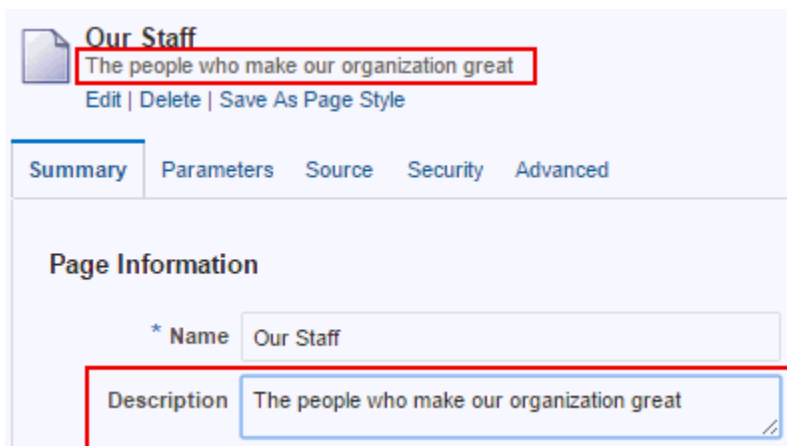 Our Staff
The people who make our organization great
Edit | Delete | Save As Page Style
Summary Parameters Source Security Advanced
Page Information
* Name Our Staff
Description The people who make our organization great